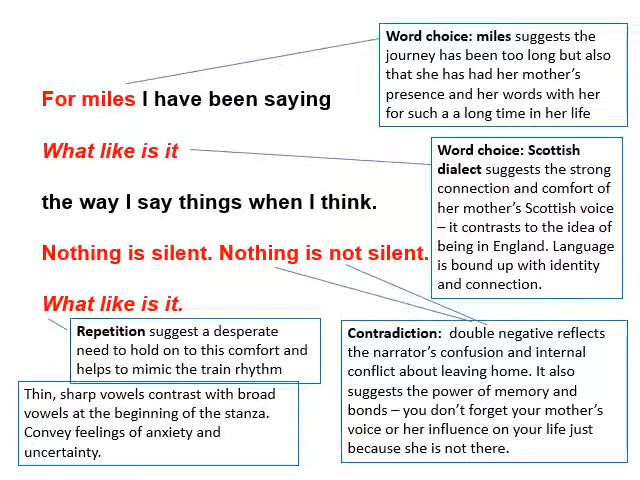 Word choice: miles suggests the
journey has been too long but also
that she has had her mother's
presence and her words with her
for such a a long time in her life
For miles I have been saying
What like is it
Word choice: Scottish
dialect suggests the strong
connection and comfort of
her mother's Scottish voice
– it contrasts to the idea of
being in England. Language
is bound up with identity
and connection.
the way I say things when I think.
Nothing is silent. Nothing is not silent.
What like is it.
Repetition suggest a desperate
need to hold on to this comfort and
helps to mimic the train rhythm
Thin, sharp vowels contrast with broad
vowels at the beginning of the stanza.
Convey feelings of anxiety and
uncertainty.
Contradiction: double negative reflects
the narrator's confusion and internal
conflict about leaving home. It also
suggests the power of memory and
bonds – you don't forget your mother's
voice or her influence on your life just
because she is not there.